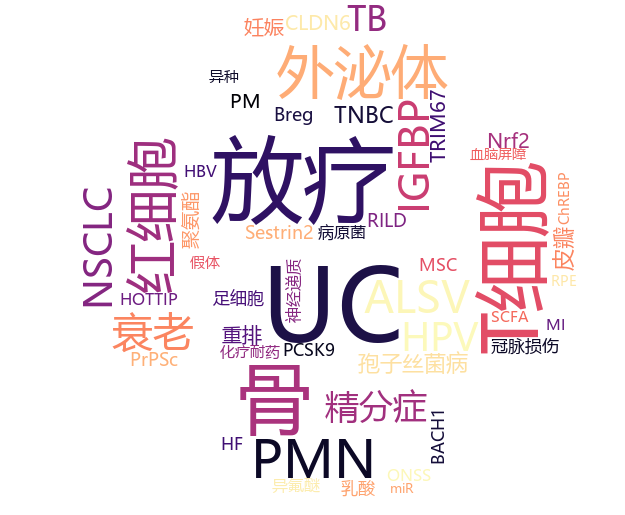 妊娠
CLDN6
TB
外泌体
异种
PM
Breg
TNBC
IGFBP
TRIM67
Nrf2
血脑屏障
放疗
HBV
红细胞
NSCLC
聚氨酯
Sestrin2
病原菌
RILD
T细胞
ChREBP
皮瓣
RPE
假体
MSC
UC
神经递质
足细胞
HOTTIP
ALSV
SCFA
MI
衰老
重排
HPV
冠脉损伤
PrPSc
化疗耐药
PCSK9
孢子丝菌病
骨
精分症
BACH1
HF
PMN
异氟醚
乳酸
ONSS
miR